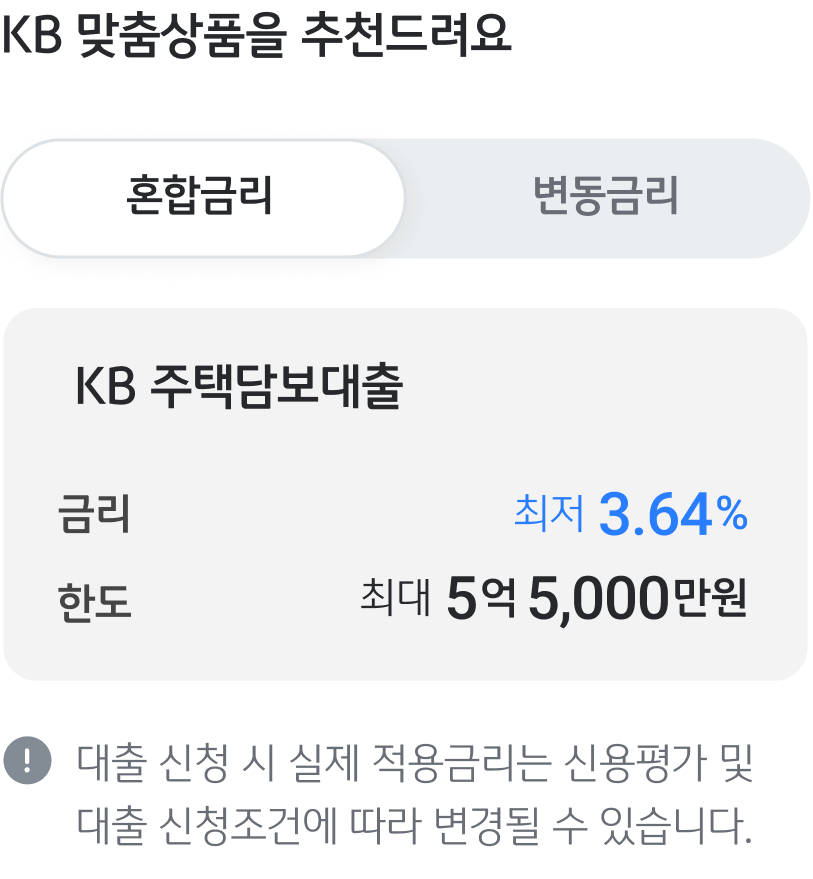 KB 맞춤상품을 추천드려요
혼합금리 변동금리
KB 주택담보대출
금리 최저 3.64%
한도 최대 5억 5,000만원
대출 신청 시 실제 적용금리는 신용평가 및
대출 신청조건에 따라 변경될 수 있습니다.